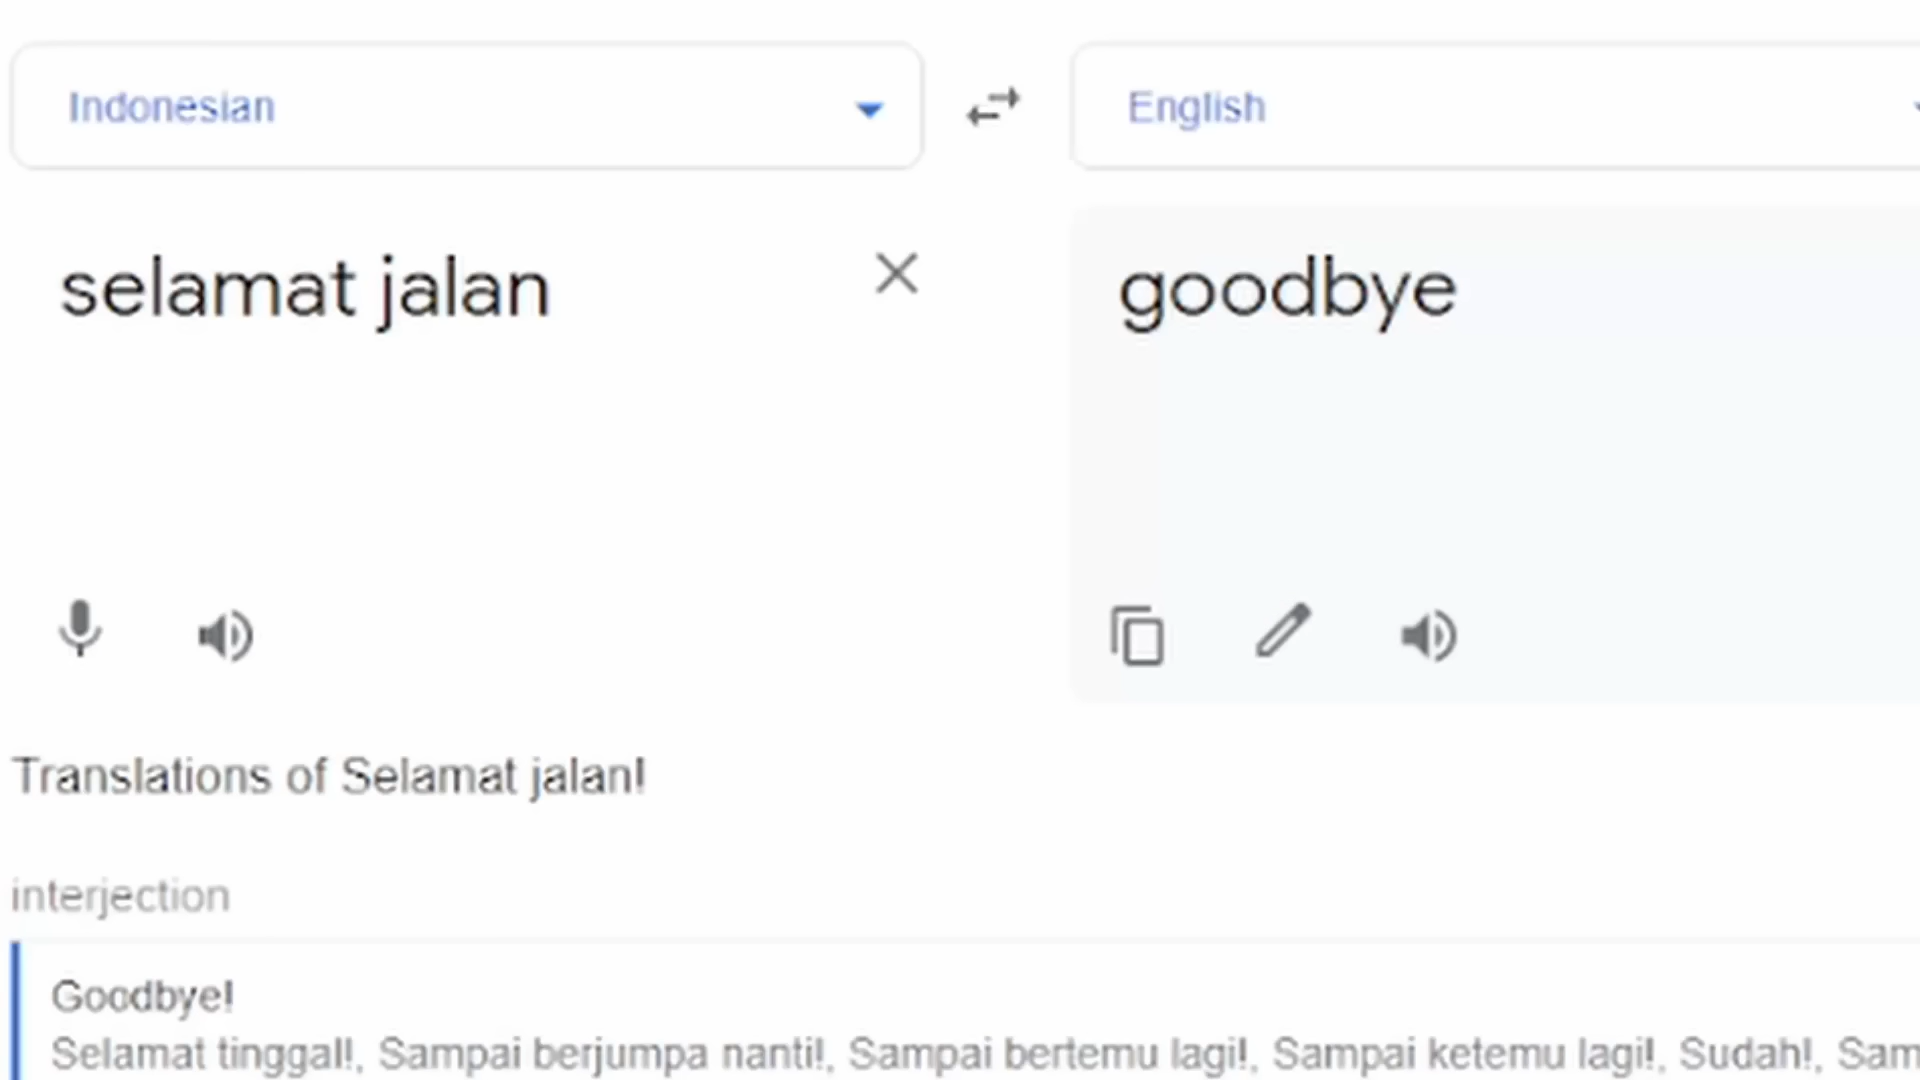 Indonesian
English
selamat jalan
goodbye
Translations of Selamat jalan!
interjection
Goodbye!
Selamat tinggal!, Sampai berjumpa nanti!, Sampai bertemu lagi!, Sampai ketemu lagi!, Sudah!,